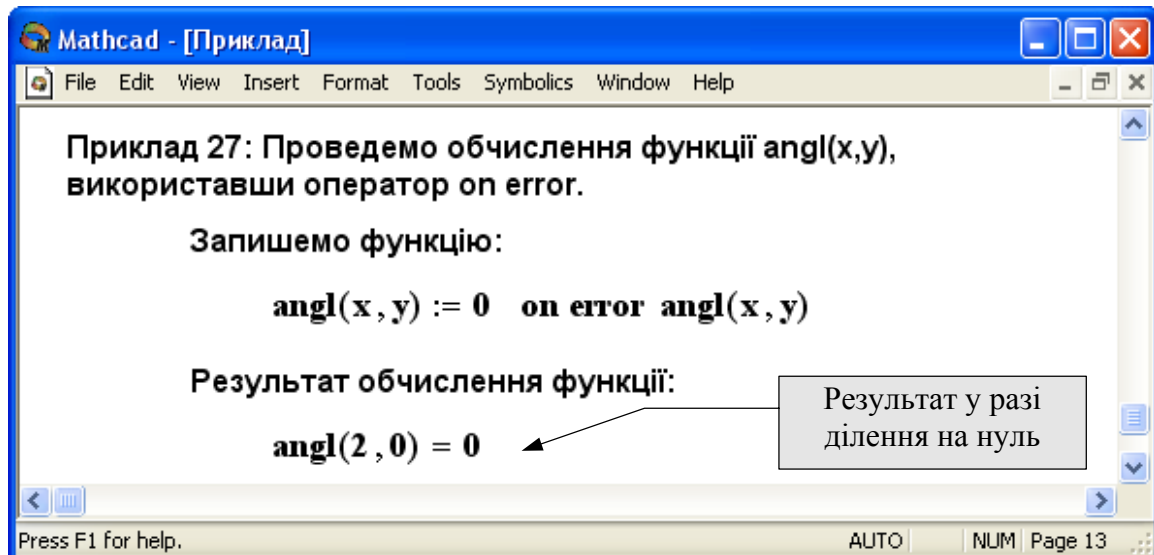 Mathcad - [Приклад]
File Edit View Insert Format Tools Symbolics Window Help
Приклад 27: Проведемо обчислення функції angl(x,y),
використавши оператор on error.
Запишемо функцію:
angl(x,y) := 0 on error angl(x,y)
Результат обчислення функції:
angl(2,0) = 0
Результат у разі
ділення на нуль
Press F1 for help.
AUTO NUM Page 13